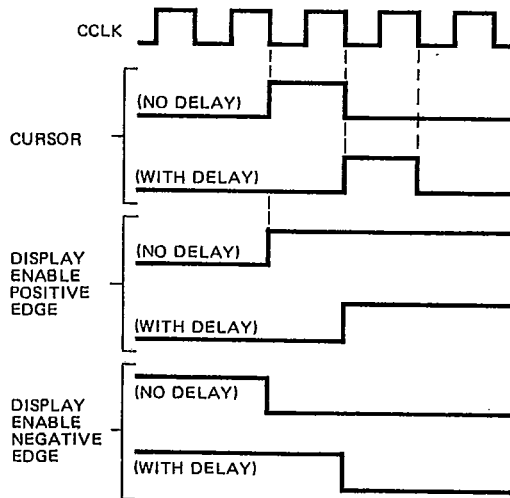 CCLK
(NO DELAY)
CURSOR
(WITH DELAY)
(NO DELAY)
DISPLAY
ENABLE
POSITIVE
EDGE
(WITH DELAY)
(NO DELAY)
DISPLAY
ENABLE
NEGATIVE
EDGE
(WITH DELAY)